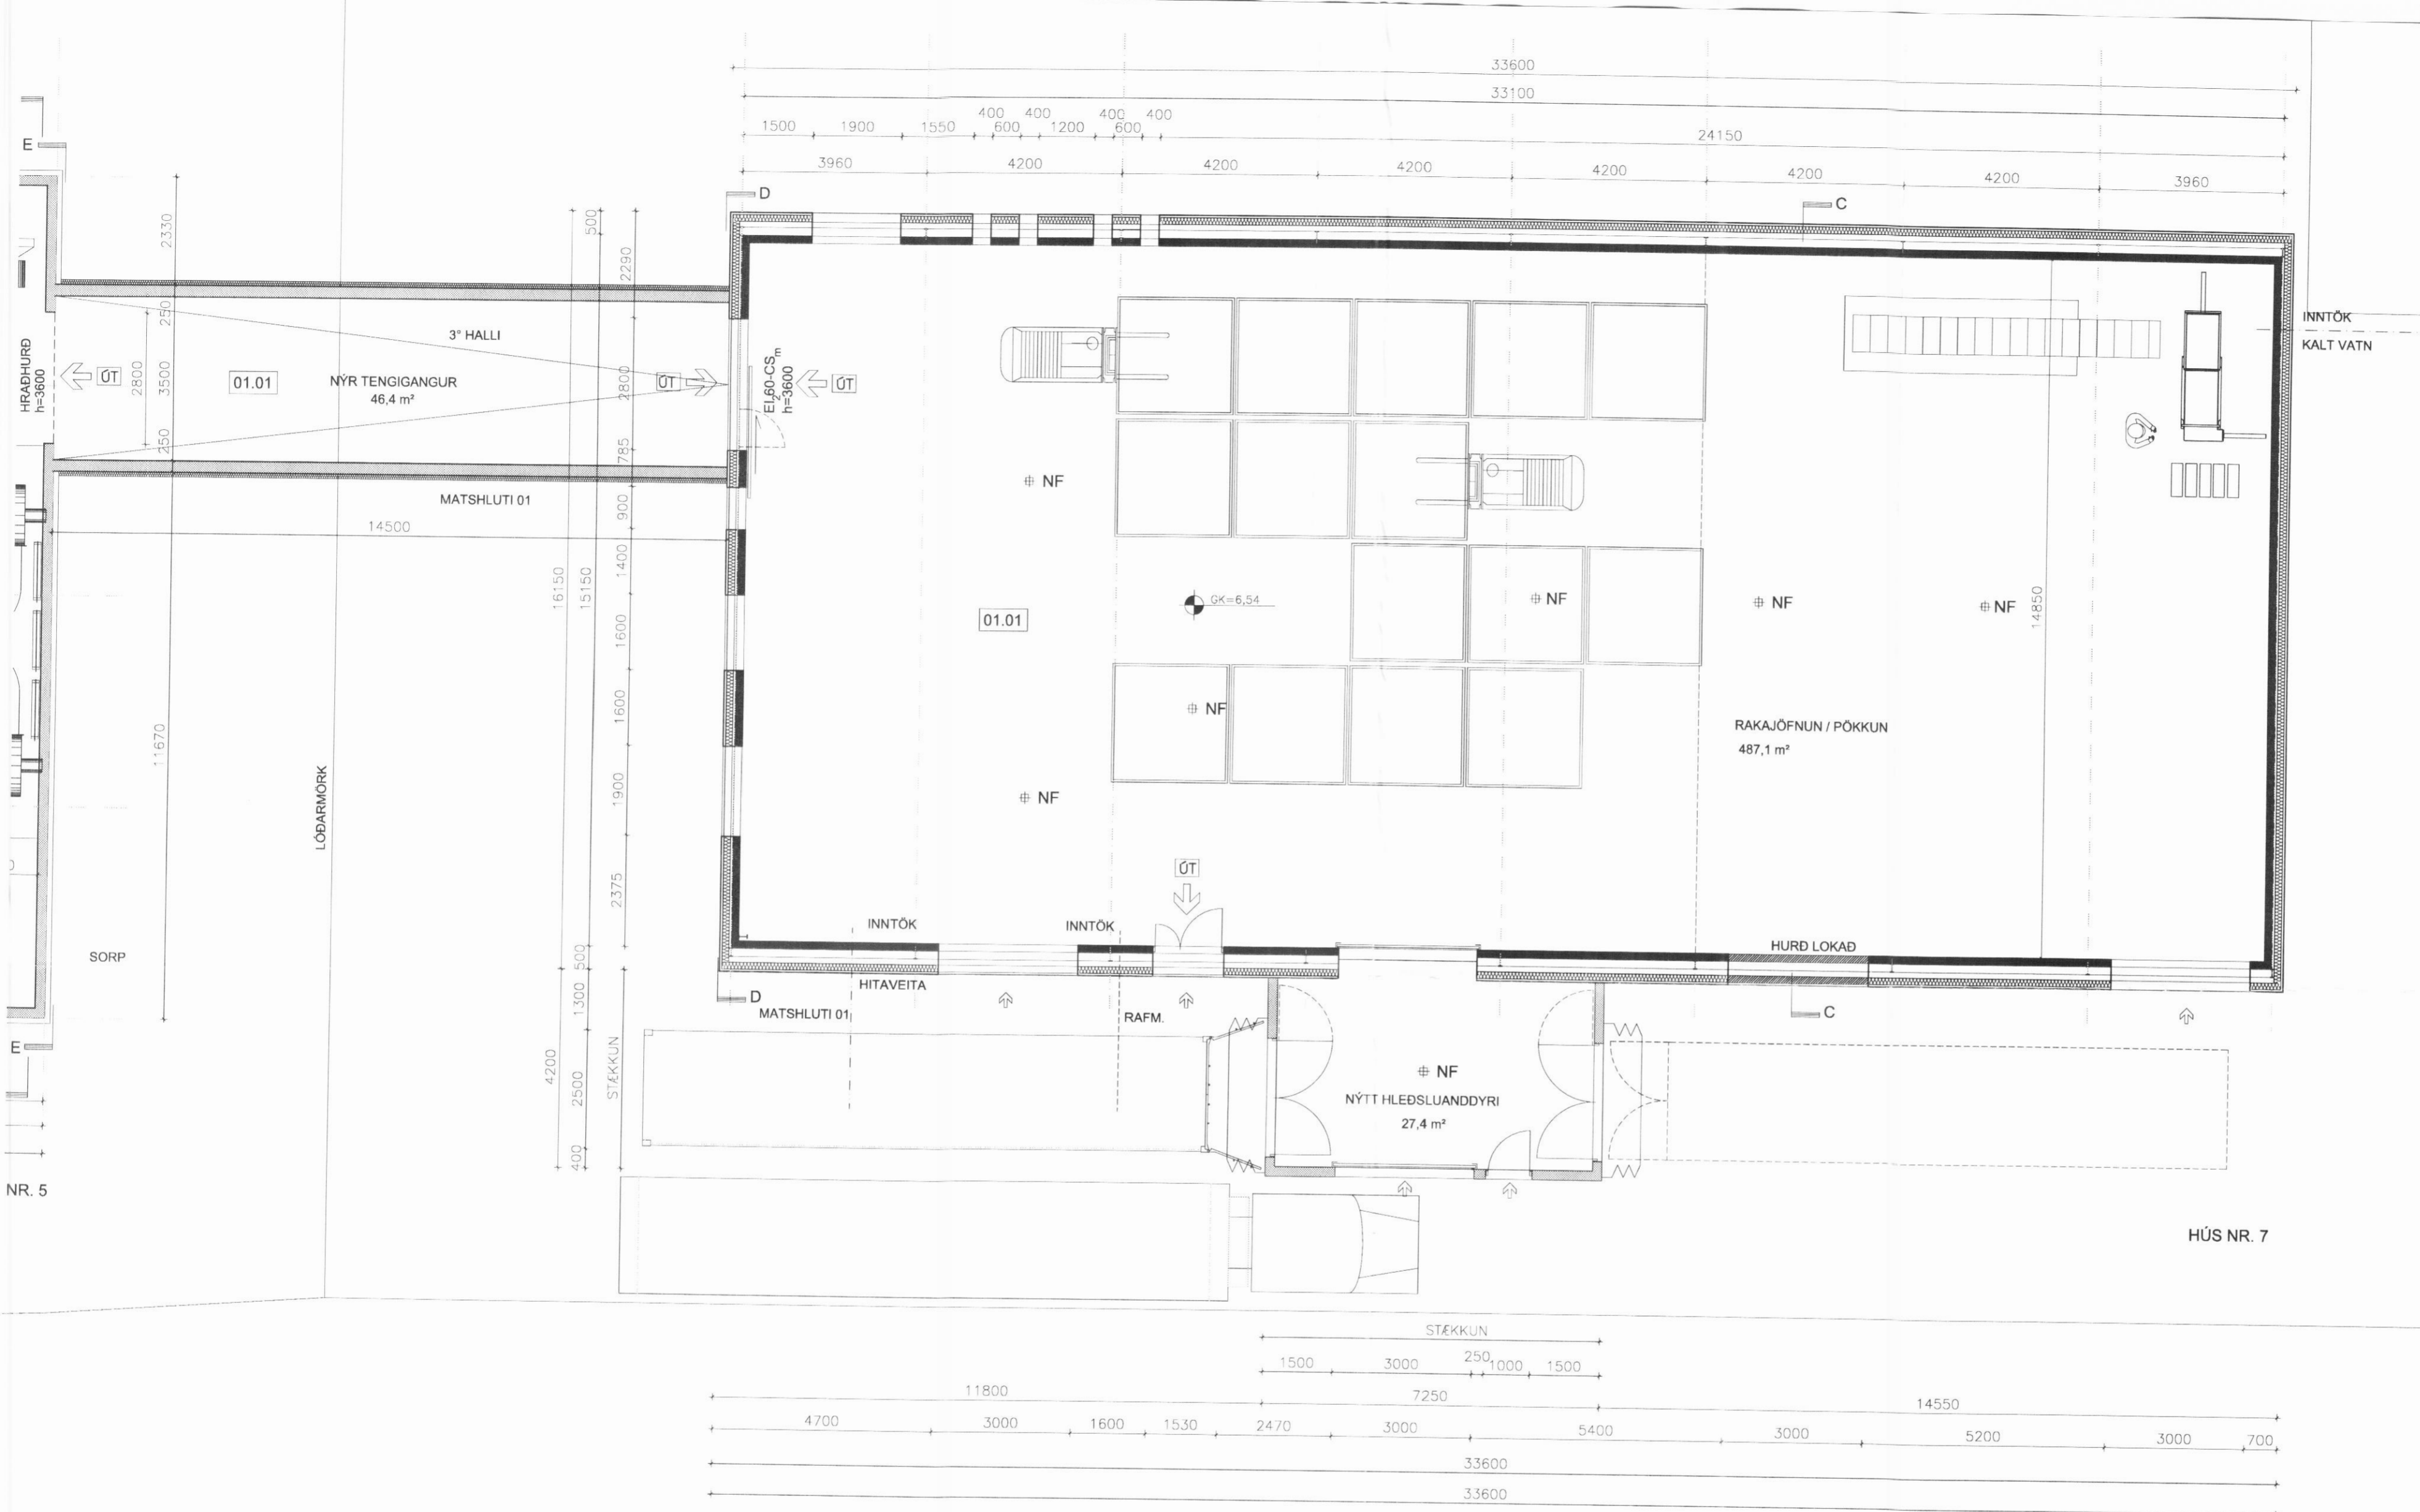 33600
33100
400 400 400 400
1500 1900 1550 600 1200 600
24150
3960 4200 4200 4200 4200 4200 4200 3960
E
D
C
2330
500
2290
250
3° HALLI
HRAÐHURÐ
h=3600
ÚT
2800
3500
01.01
NÝR TENGIGANGUR
46,4 m²
ÚT
2800
EI₂60-CSm
h=3600
ÚT
INNTÖK
KALT VATN
250
785
MATSHLUTI 01
900
NF
14500
1400
16150
15150
1600
01.01
GK=6,54
NF
NF
NF
14850
1600
NF
RAKAJÖFNUN / PÖKKUN
487,1 m²
11670
LÓÐARMÖRK
1900
NF
2375
ÚT
INNTÖK
INNTÖK
HURÐ LOKAÐ
SORP
500
HITAVEITA
D
MATSHLUTI 01
RAFM.
C
1300
E
4200
2500
STÆKKUN
NF
NÝTT HLEÐSLUANDDYRI
27,4 m²
400
NR. 5
HÚS NR. 7
STÆKKUN
1500 3000 250 1000 1500
11800 7250 14550
4700 3000 1600 1530 2470 3000 5400 3000 5200 3000 700
33600
33600